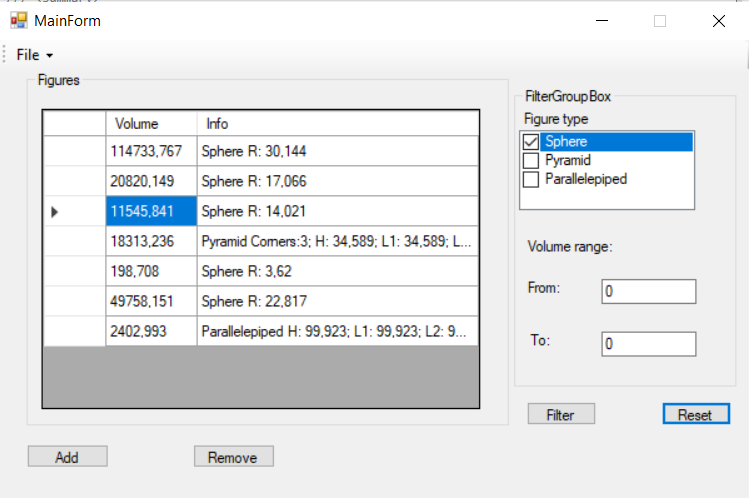 MainForm
File
Figures
Volume Info
114733,767 Sphere R: 30,144
20820,149 Sphere R: 17,066
11545,841 Sphere R: 14,021
18313,236 Pyramid Corners:3; H: 34,589; L1: 34,589; L...
198,708 Sphere R: 3,62
49758,151 Sphere R: 22,817
2402,993 Parallelepiped H: 99,923; L1: 99,923; L2: 9...
FilterGroupBox
Figure type
Sphere
Pyramid
Parallelepiped
Volume range:
From: 0
To: 0
Filter Reset
Add Remove